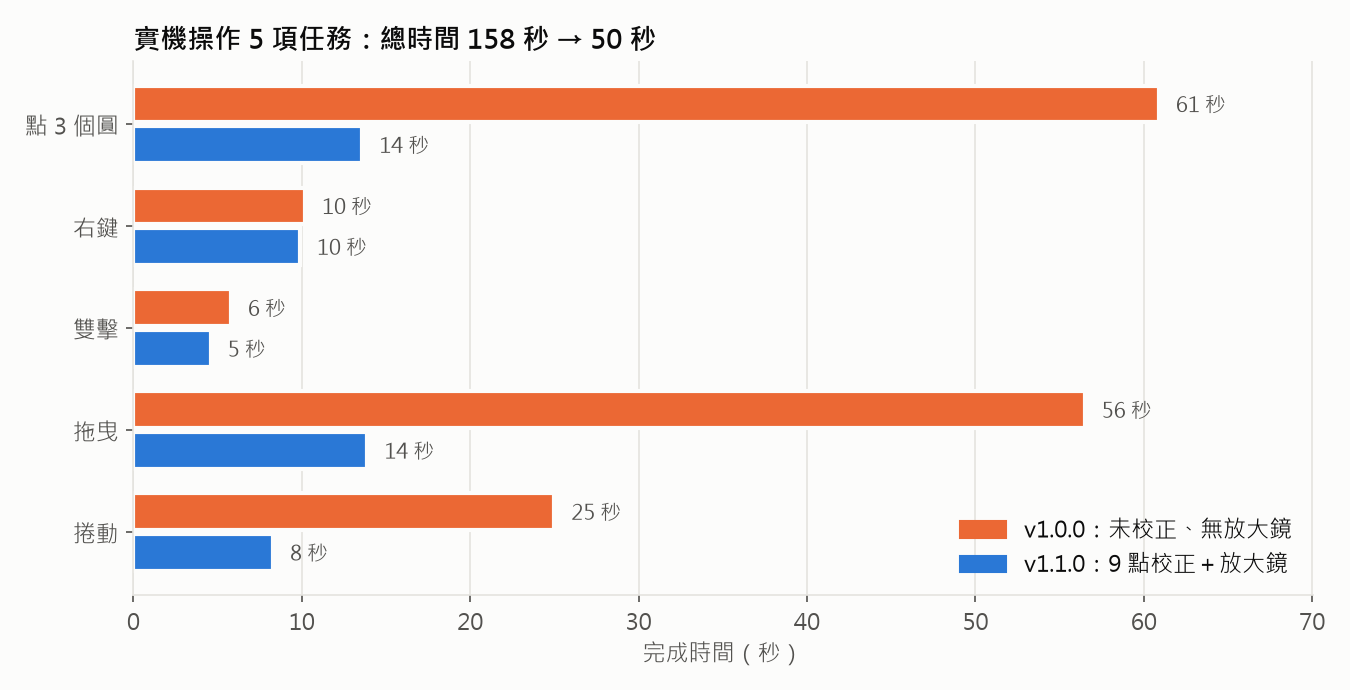 實機操作 5 項任務：總時間 158 秒 → 50 秒
點 3 個圓
61 秒
14 秒
右鍵
10 秒
10 秒
雙擊
6 秒
5 秒
拖曳
56 秒
14 秒
捲動
25 秒
8 秒
v1.0.0：未校正、無放大鏡
v1.1.0：9 點校正 + 放大鏡
0 10 20 30 40 50 60 70
完成時間（秒）